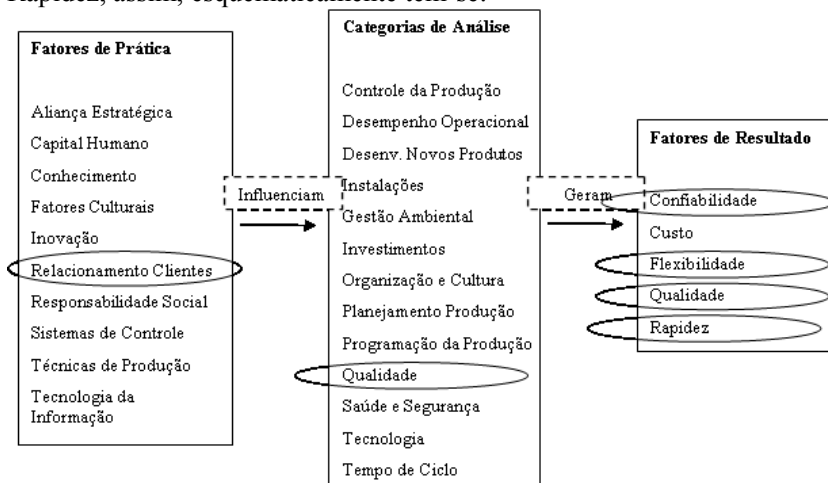 Rapidez, assim, esquematicamente tem-se:
Fatores de Prática
Aliança Estratégica
Capital Humano
Conhecimento
Fatores Culturais
Inovação
Relacionamento Clientes
Responsabilidade Social
Sistemas de Controle
Técnicas de Produção
Tecnologia da
Informação
Influenciam
Categorias de Análise
Controle da Produção
Desempenho Operacional
Desenv. Novos Produtos
Instalações
Gestão Ambiental
Investimentos
Organização e Cultura
Planejamento Produção
Programação da Produção
Qualidade
Saúde e Segurança
Tecnologia
Tempo de Ciclo
Geram
Fatores de Resultado
Confiabilidade
Custo
Flexibilidade
Qualidade
Rapidez